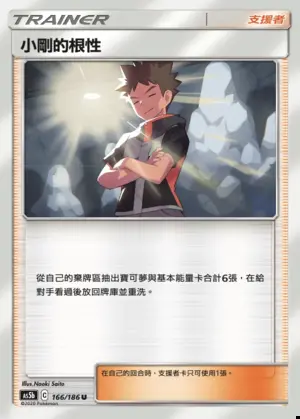 TRAINER 支援者
小剛的根性
從自己的棄牌區抽出寶可夢與基本能量卡合計6張，在給
對手看過後放回牌庫並重洗。
Illus.Naoki Saito
AS5b C 166/186 U
©2020 Pokémon
在自己的回合時，支援者卡只可使用1張。